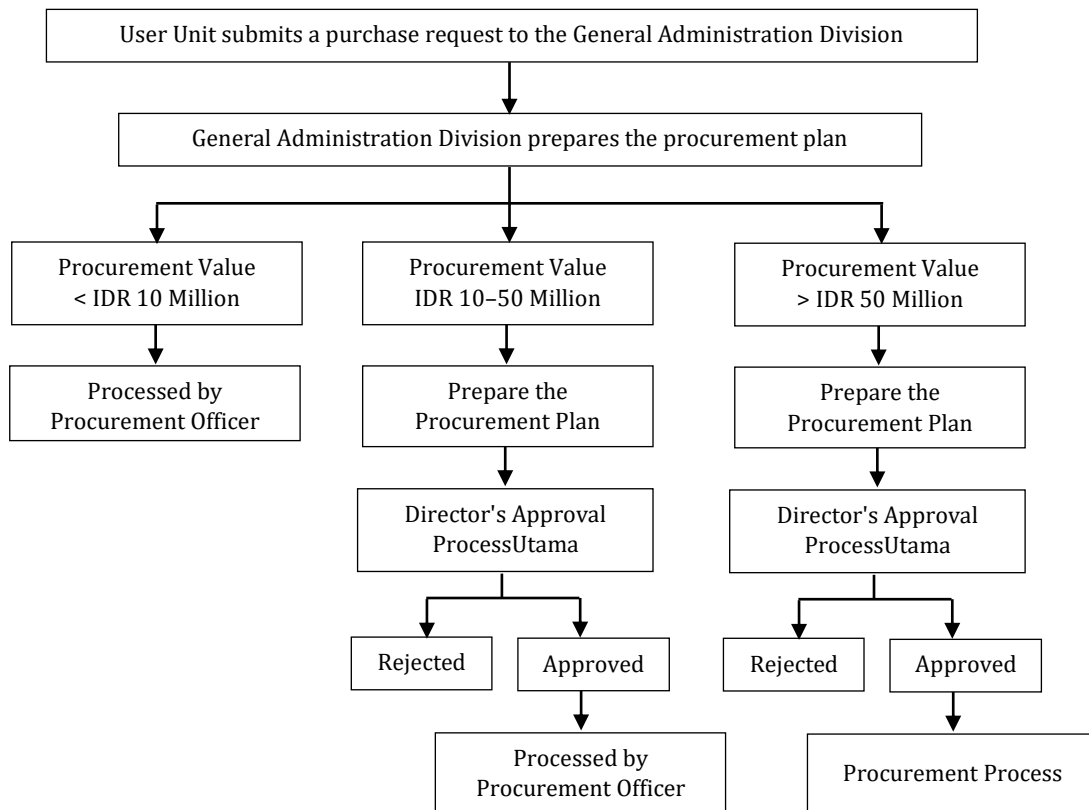 User Unit submits a purchase request to the General Administration Division
General Administration Division prepares the procurement plan
Procurement Value
< IDR 10 Million
Procurement Value
IDR 10–50 Million
Procurement Value
> IDR 50 Million
Processed by
Procurement Officer
Prepare the
Procurement Plan
Prepare the
Procurement Plan
Director's Approval
ProcessUtama
Director's Approval
ProcessUtama
Rejected
Approved
Rejected
Approved
Processed by
Procurement Officer
Procurement Process